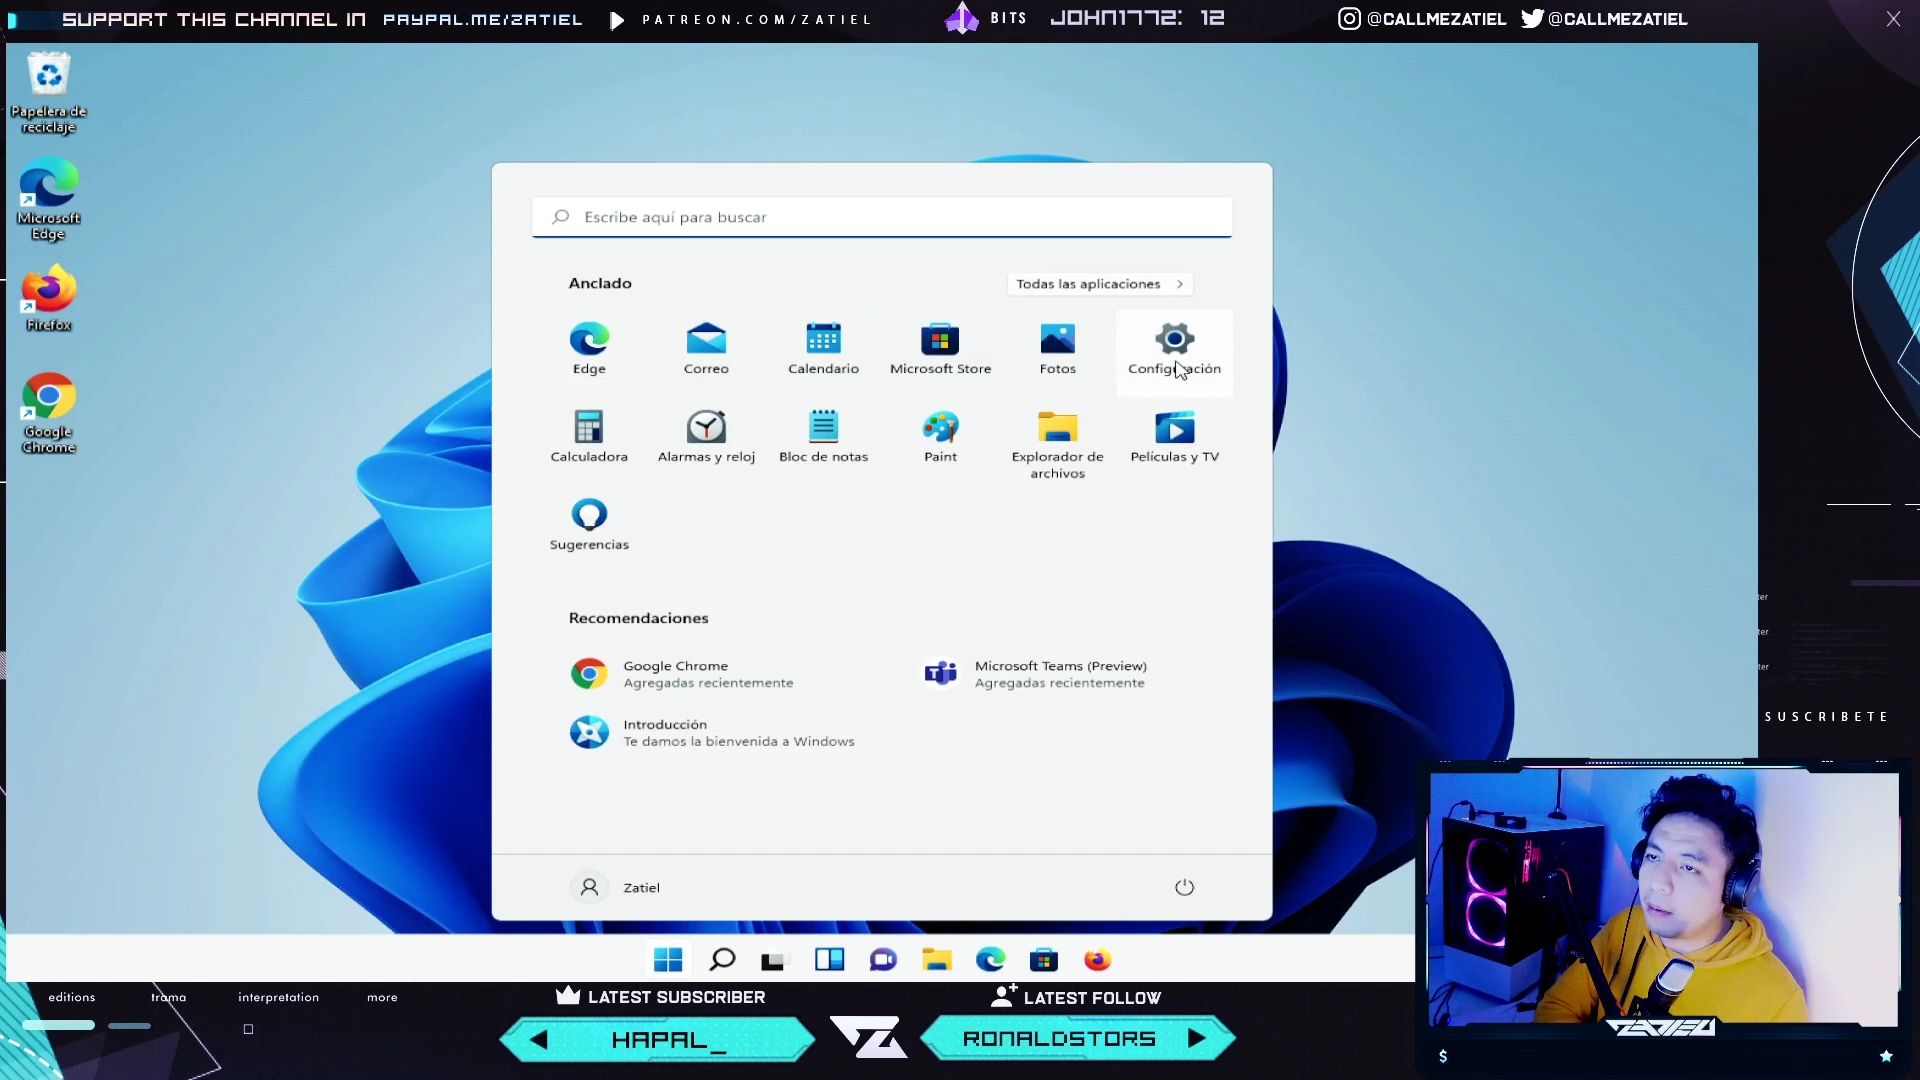 SUPPORT THIS CHANNEL IN PAYPAL.ME/ZATIEL PATREON.COM/ZATIEL BITS JOHN1772: 12 @CALLMEZATIEL @CALLMEZATIEL
Papelera de
reciclaje
Microsoft
Edge
Firefox
Google
Chrome
Escribe aquí para buscar
Anclado
Todas las aplicaciones
Edge
Correo
Calendario
Microsoft Store
Fotos
Configuración
Calculadora
Alarmas y reloj
Bloc de notas
Paint
Explorador de
archivos
Películas y TV
Sugerencias
Recomendaciones
Google Chrome
Agregadas recientemente
Microsoft Teams (Preview)
Agregadas recientemente
Introducción
Te damos la bienvenida a Windows
Zatiel
SUSCRIBETE
editions trama interpretation more
LATEST SUBSCRIBER
HAPAL_
LATEST FOLLOW
RONALDSTORS
ZATIEL
$